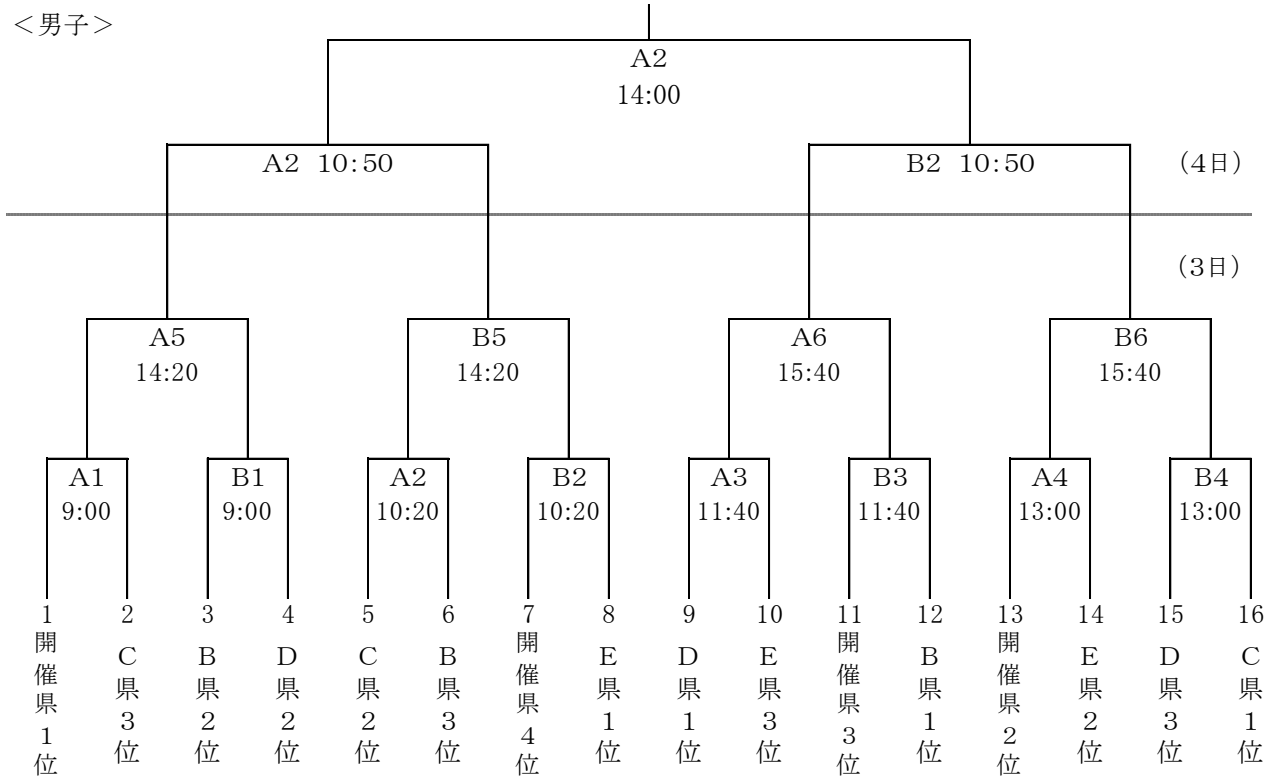 ＜男子＞
A2
14:00
A2 10:50
B2 10:50
（4日）
（3日）
A5
B5
A6
B6
14:20
14:20
15:40
15:40
A1
B1
A2
B2
A3
B3
A4
B4
9:00
9:00
10:20
10:20
11:40
11:40
13:00
13:00
1
2
3
4
5
6
7
8
9
10
11
12
13
14
15
16
開催県1位
C県3位
B県2位
D県2位
C県2位
B県3位
開催県4位
E県1位
D県1位
E県3位
開催県3位
B県1位
開催県2位
E県2位
D県3位
C県1位